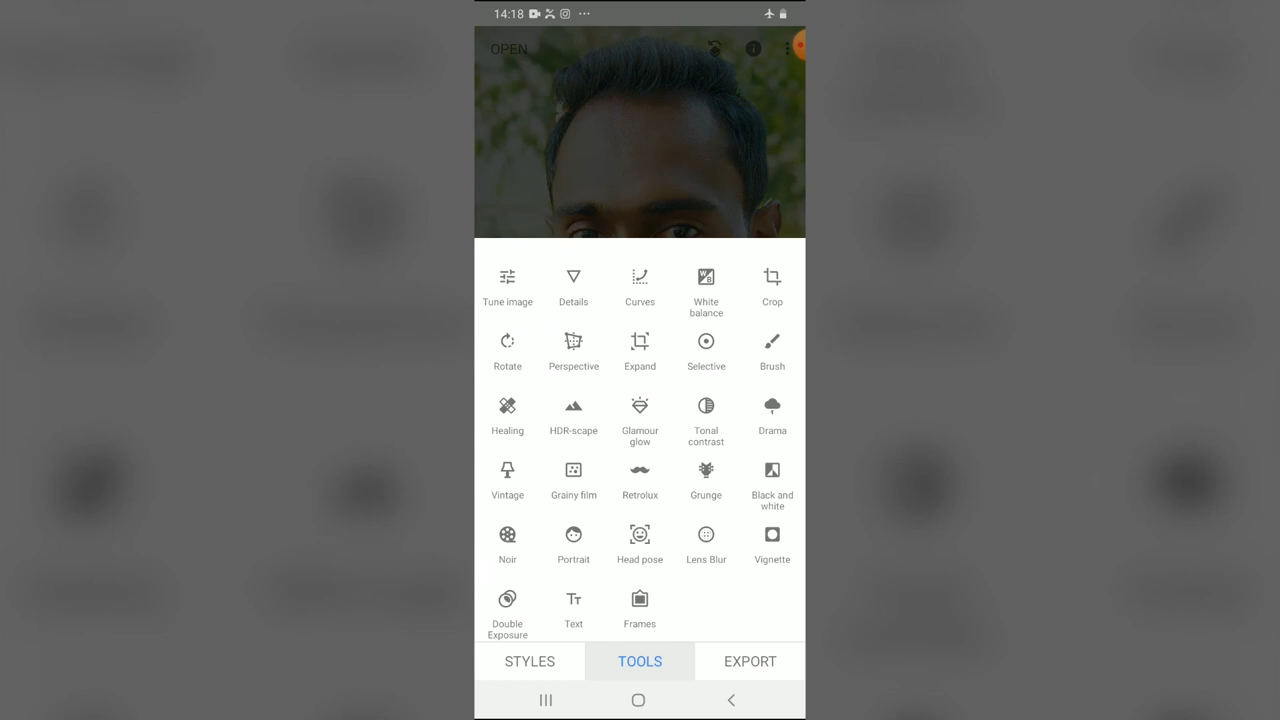 14:18
OPEN
Tune image
Details
Curves
White
balance
Crop
Rotate
Perspective
Expand
Selective
Brush
Healing
HDR-scape
Glamour
glow
Tonal
contrast
Drama
Vintage
Grainy film
Retrolux
Grunge
Black and
white
Noir
Portrait
Head pose
Lens Blur
Vignette
Double
Exposure
Text
Frames
STYLES
TOOLS
EXPORT